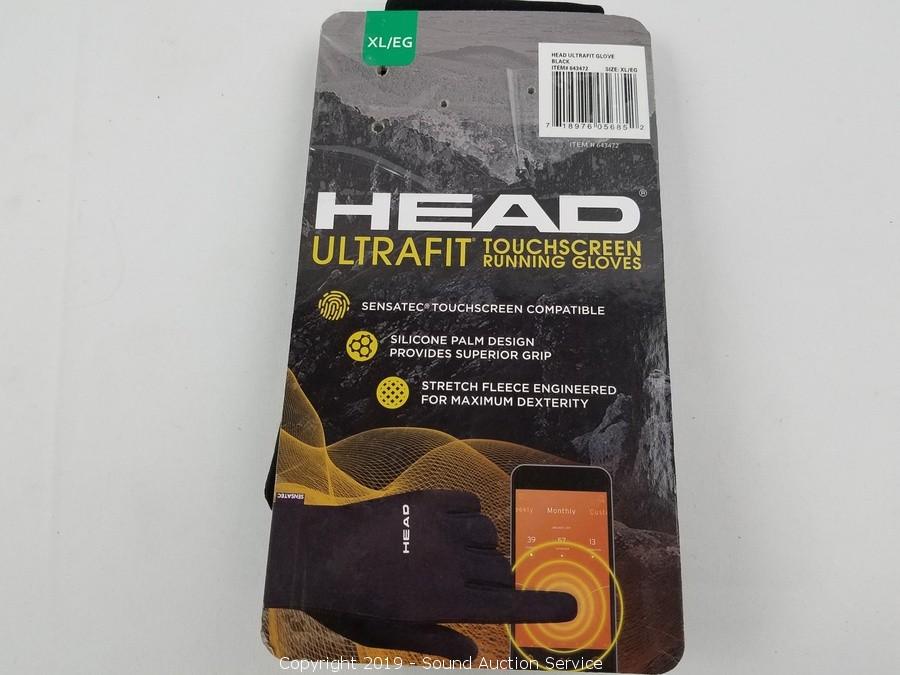 XL/EG
HEAD ULTRAFIT GLOVE
BLACK
ITEM# 643472 SIZE: XL/EG
7 18976 05685 2
ITEM # 643472
HEAD®
ULTRAFIT TOUCHSCREEN
RUNNING GLOVES
SENSATEC® TOUCHSCREEN COMPATIBLE
SILICONE PALM DESIGN
PROVIDES SUPERIOR GRIP
STRETCH FLEECE ENGINEERED
FOR MAXIMUM DEXTERITY
SENSATEC
HEAD
Monthly
39 57 13
Copyright 2019 - Sound Auction Service